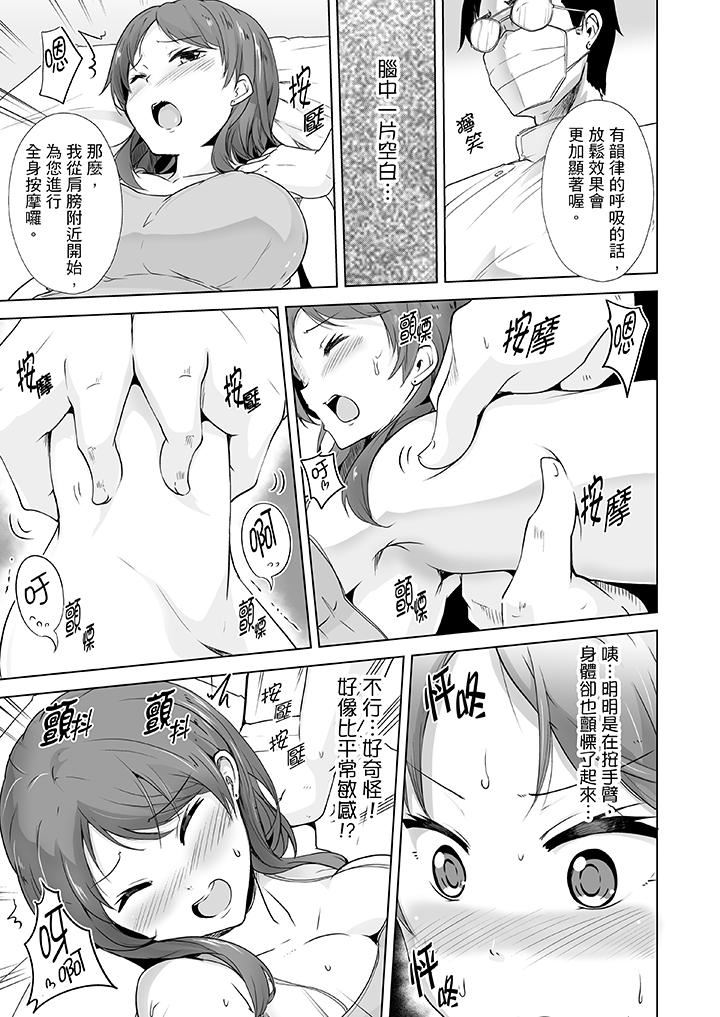 有韻律的呼吸的話，
放鬆效果會
更加顯著喔。
獰笑
腦中一片空白…
嗯
按壓
那麼，
我從肩膀附近開始，
為您進行
全身按摩囉。
嗯
按摩
顫慄
吁
按摩
顫慄
按壓
按摩
啊
吁
顫慄
顫慄
咦…明明是在按手臂、
身體卻也顫慄了起來…
怦咚
怦咚
不行…好奇怪！
好像比平常敏感!?
按壓
按壓
顫抖
顫抖
呀
啊